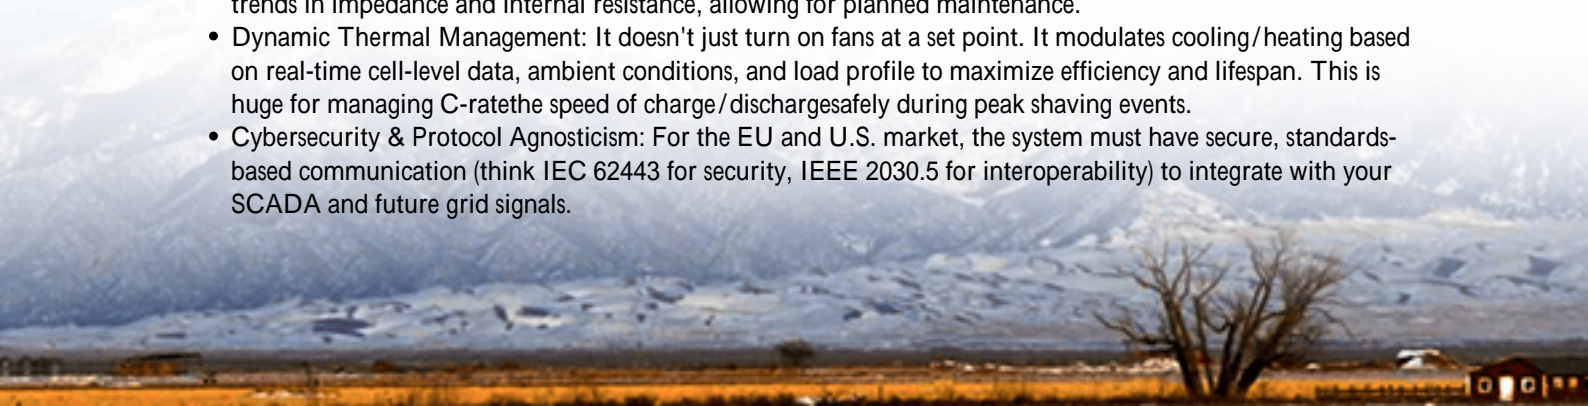 trends in impedance and internal resistance, allowing for planned maintenance.
• Dynamic Thermal Management: It doesn't just turn on fans at a set point. It modulates cooling/heating based
on real-time cell-level data, ambient conditions, and load profile to maximize efficiency and lifespan. This is
huge for managing C-ratethe speed of charge/dischargesafely during peak shaving events.
• Cybersecurity & Protocol Agnosticism: For the EU and U.S. market, the system must have secure, standards-
based communication (think IEC 62443 for security, IEEE 2030.5 for interoperability) to integrate with your
SCADA and future grid signals.